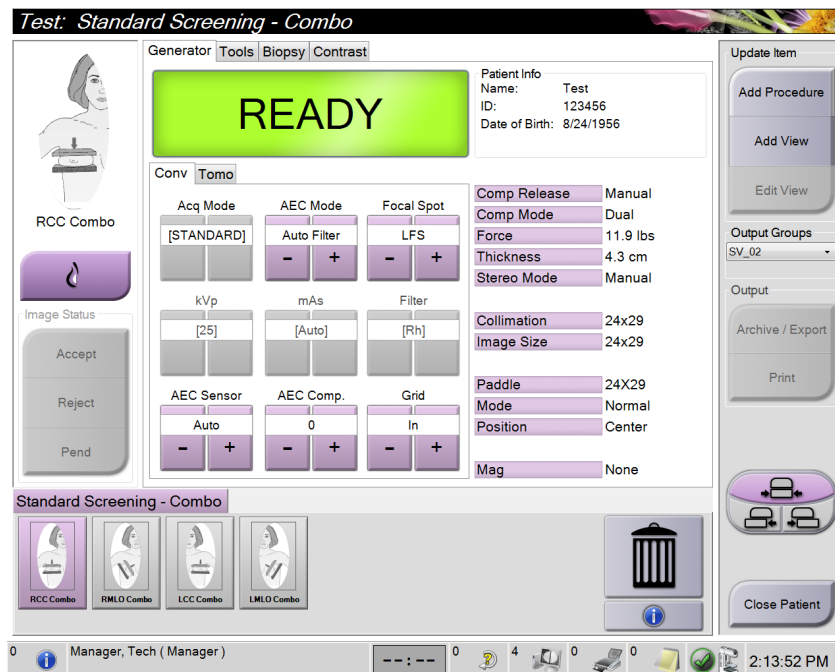 Test: Standard Screening - Combo
Generator Tools Biopsy Contrast
READY
Patient Info
Name: Test
ID: 123456
Date of Birth: 8/24/1956
Update Item
Add Procedure
Add View
Edit View
Output Groups
SV_02
Output
Archive / Export
Print
RCC Combo
Image Status
Accept
Reject
Pend
Conv Tomo
Acq Mode AEC Mode Focal Spot
[STANDARD] Auto Filter LFS
- + - +
kVp mAs Filter
[25] [Auto] [Rh]
AEC Sensor AEC Comp. Grid
Auto 0 In
- + - + - +
Comp Release Manual
Comp Mode Dual
Force 11.9 lbs
Thickness 4.3 cm
Stereo Mode Manual
Collimation 24x29
Image Size 24x29
Paddle 24X29
Mode Normal
Position Center
Mag None
Standard Screening - Combo
RCC Combo RMLO Combo LCC Combo LMLO Combo
Close Patient
0 Manager, Tech ( Manager ) --:-- 0 4 0 0 2:13:52 PM